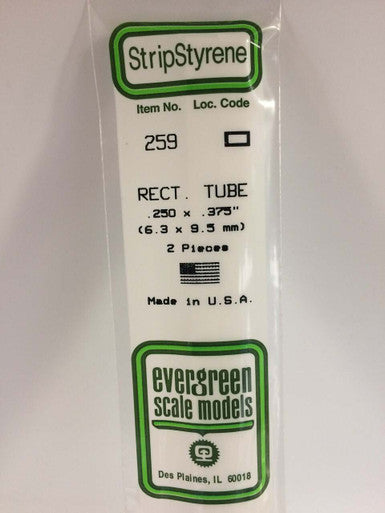 StripStyrene
Item No. Loc. Code
259
RECT. TUBE
.250 x .375"
(6.3 x 9.5 mm)
2 Pieces
Made in U.S.A.
evergreen
scale models
Des Plaines, IL 60018